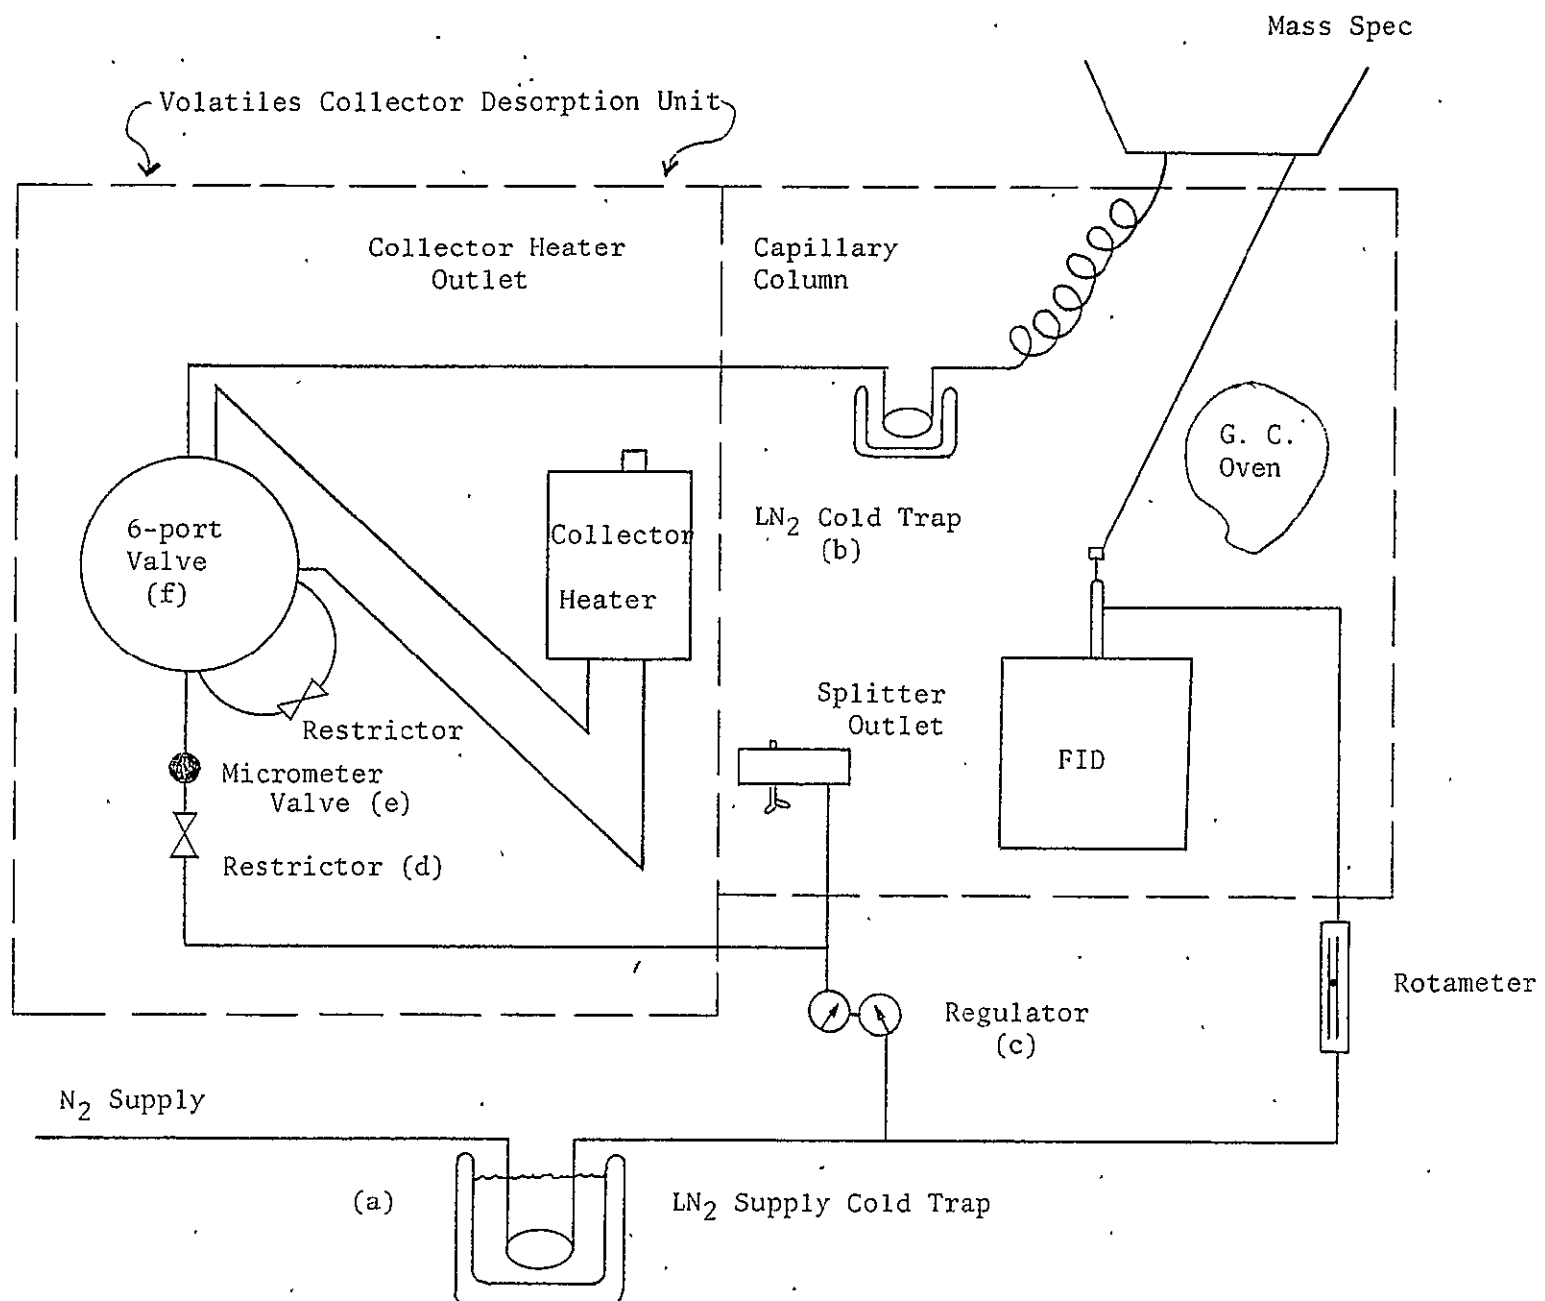 Mass Spec
Volatiles Collector Desorption Unit
Collector Heater
Outlet
Capillary
Column
G. C.
Oven
6-port
Valve
(f)
Collector
Heater
LN2 Cold Trap
(b)
Restrictor
Splitter
Outlet
FID
Micrometer
Valve (e)
Restrictor (d)
Rotameter
Regulator
(c)
N2 Supply
(a)
LN2 Supply Cold Trap